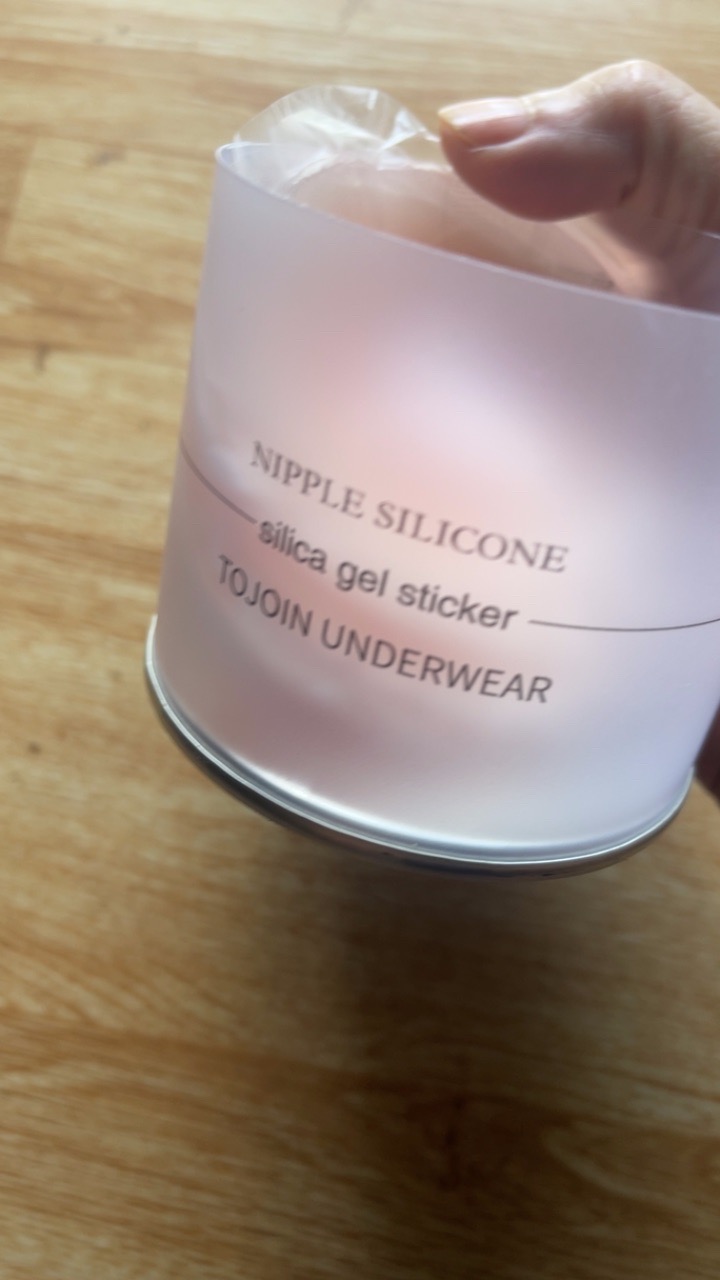 NIPPLE SILICONE
silica gel sticker
TOJOIN UNDERWEAR